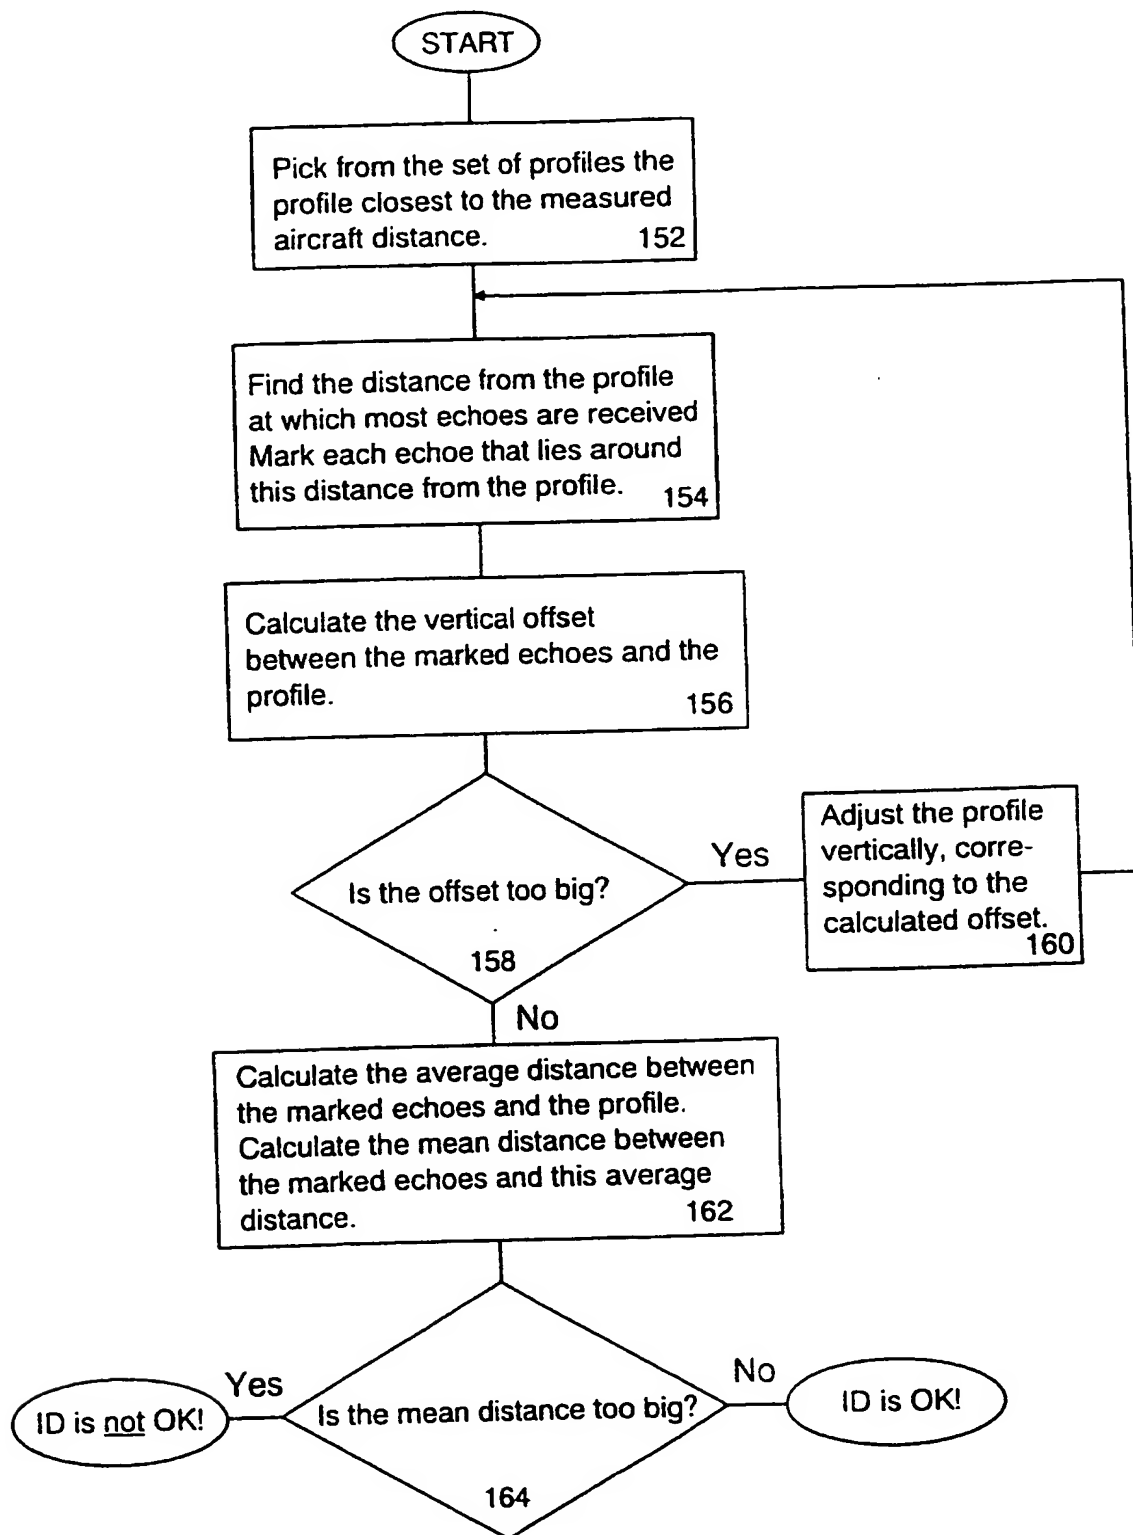 START
Pick from the set of profiles the
profile closest to the measured
aircraft distance.
152
Find the distance from the profile
at which most echoes are received
Mark each echoe that lies around
this distance from the profile.
154
Calculate the vertical offset
between the marked echoes and the
profile.
156
Is the offset too big?
158
Yes
Adjust the profile
vertically, corre-
sponding to the
calculated offset.
160
No
Calculate the average distance between
the marked echoes and the profile.
Calculate the mean distance between
the marked echoes and this average
distance.
162
Is the mean distance too big?
164
Yes
ID is not OK!
No
ID is OK!